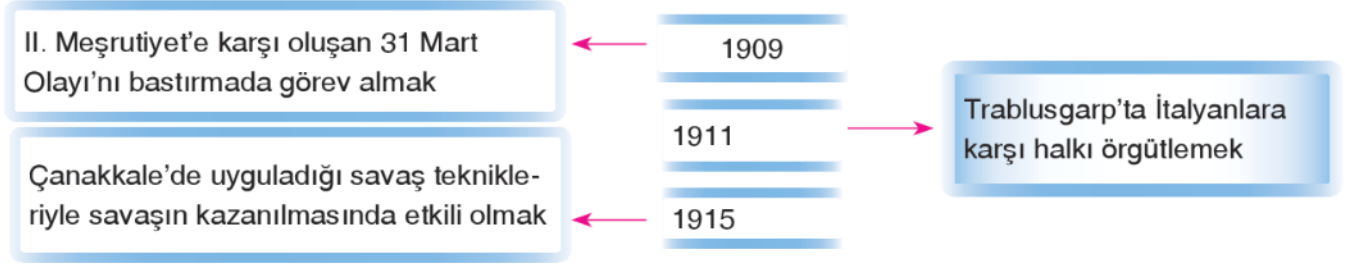 II. Meşrutiyet’e karşı oluşan 31 Mart
Olayı’nı bastırmada görev almak
1909
1911
Trablusgarp’ta İtalyanlara
karşı halkı örgütlemek
Çanakkale’de uyguladığı savaş teknikle-
riyle savaşın kazanılmasında etkili olmak
1915